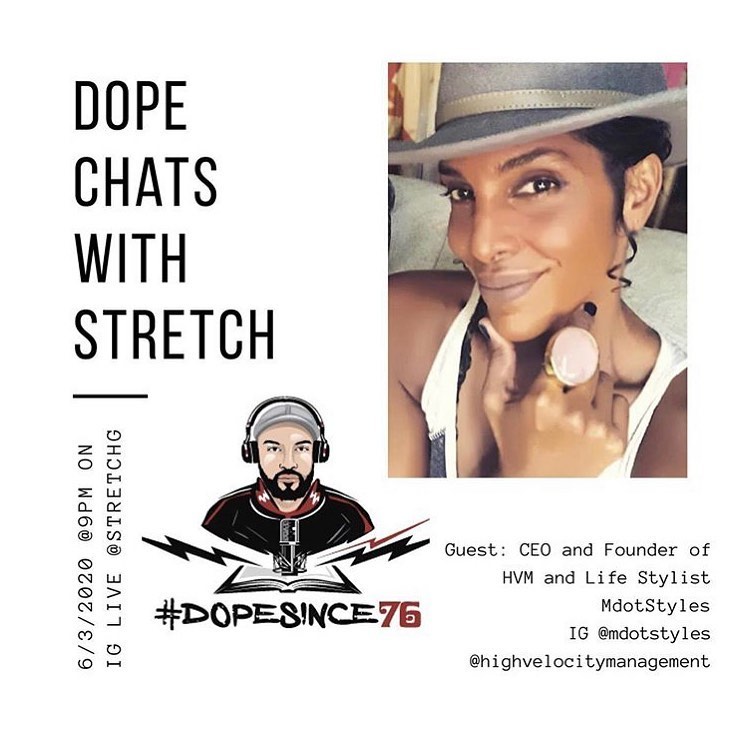 DOPE
CHATS
WITH
STRETCH
6/3/2020 @9PM ON
IG LIVE @STRETCHG
#DOPESINCE76
Guest: CEO and Founder of
HVM and Life Stylist
MdotStyles
IG @mdotstyles
@highvelocitymanagement